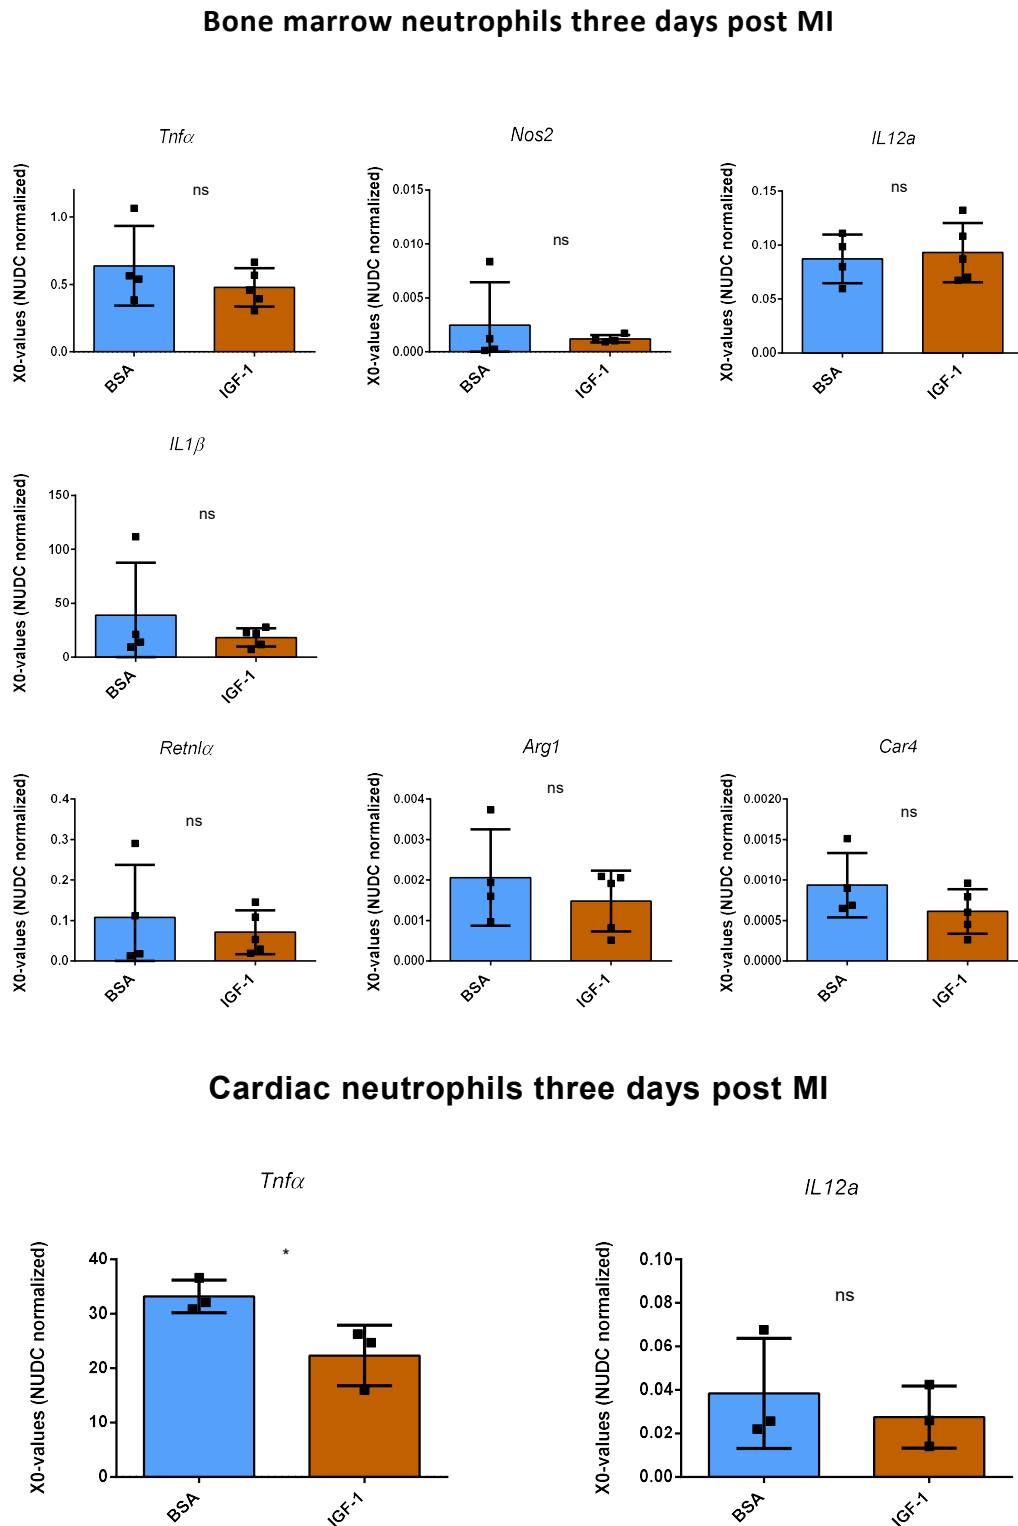 Bone marrow neutrophils three days post MI
Tnfα
X0-values (NUDC normalized)
1.0
0.5
0.0
ns
BSA
IGF-1
Nos2
X0-values (NUDC normalized)
0.015
0.010
0.005
0.000
ns
BSA
IGF-1
IL12a
X0-values (NUDC normalized)
0.15
0.10
0.05
0.00
ns
BSA
IGF-1
IL1β
X0-values (NUDC normalized)
150
100
50
0
ns
BSA
IGF-1
Retnlα
X0-values (NUDC normalized)
0.4
0.3
0.2
0.1
0.0
ns
BSA
IGF-1
Arg1
X0-values (NUDC normalized)
0.004
0.003
0.002
0.001
0.000
ns
BSA
IGF-1
Car4
X0-values (NUDC normalized)
0.0020
0.0015
0.0010
0.0005
0.0000
ns
BSA
IGF-1
Cardiac neutrophils three days post MI
Tnfα
X0-values (NUDC normalized)
40
30
20
10
0
*
BSA
IGF-1
IL12a
X0-values (NUDC normalized)
0.10
0.08
0.06
0.04
0.02
0.00
ns
BSA
IGF-1